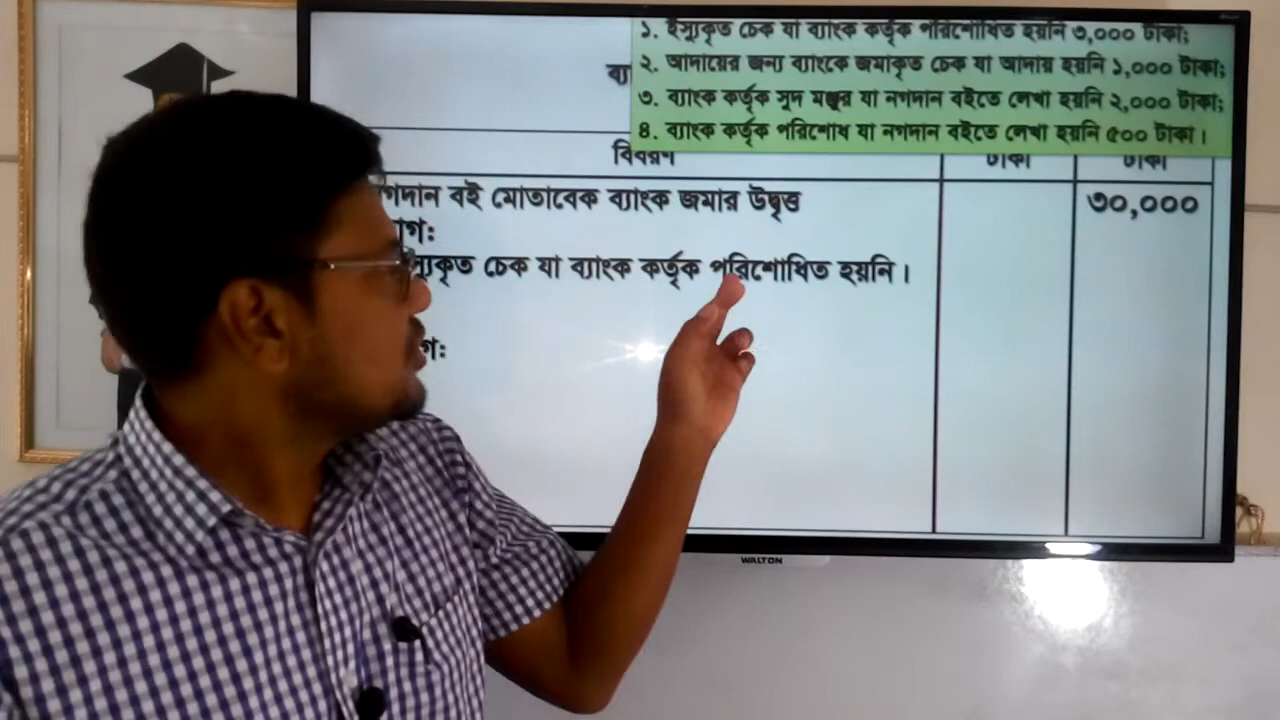 ১. ইস্যুকৃত চেক যা ব্যাংক কর্তৃক পরিশোধিত হয়নি ৩,০০০ টাকা;
২. আদায়ের জন্য ব্যাংকে জমাকৃত চেক যা আদায় হয়নি ১,০০০ টাকা;
৩. ব্যাংক কর্তৃক সুদ মঞ্জুর যা নগদান বইতে লেখা হয়নি ২,০০০ টাকা;
৪. ব্যাংক কর্তৃক পরিশোধ যা নগদান বইতে লেখা হয়নি ৫০০ টাকা।
বিবরণ টাকা টাকা
গদান বই মোতাবেক ব্যাংক জমার উদ্বৃত্ত ৩০,০০০
গ:
স্যুকৃত চেক যা ব্যাংক কর্তৃক পরিশোধিত হয়নি।
গ:
WALTON